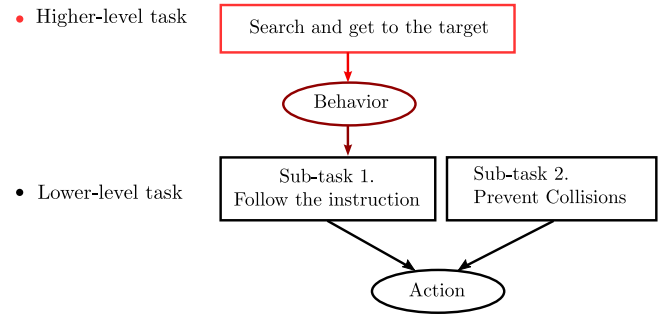 Higher-level task
Search and get to the target
Behavior
Sub-task 1.
Follow the instruction
Sub-task 2.
Prevent Collisions
Lower-level task
Action